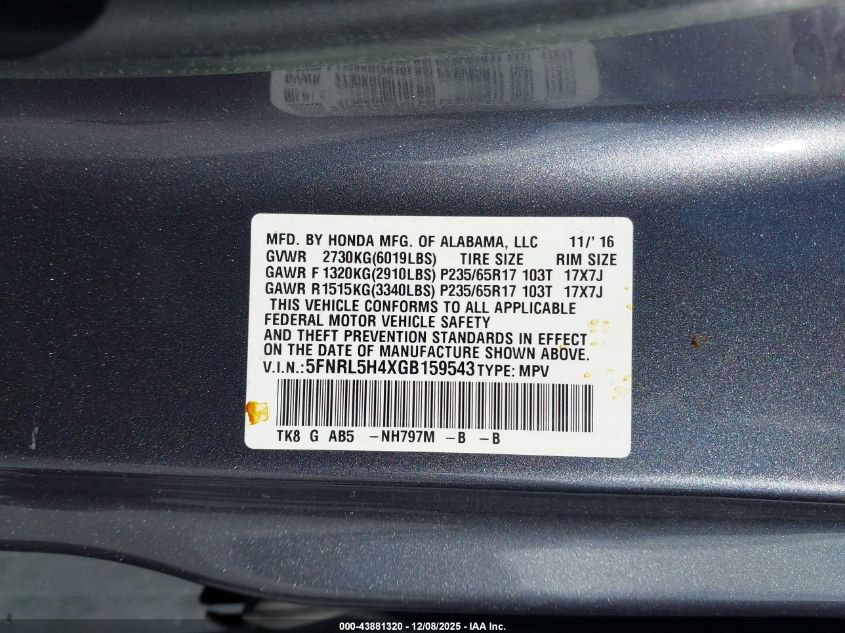 MFD. BY HONDA MFG. OF ALABAMA, LLC 11/' 16
GVWR 2730KG(6019LBS) TIRE SIZE RIM SIZE
GAWR F 1320KG(2910LBS) P235/65R17 103T 17X7J
GAWR R1515KG(3340LBS) P235/65R17 103T 17X7J
THIS VEHICLE CONFORMS TO ALL APPLICABLE
FEDERAL MOTOR VEHICLE SAFETY
AND THEFT PREVENTION STANDARDS IN EFFECT
ON THE DATE OF MANUFACTURE SHOWN ABOVE.
V.I.N.:5FNRL5H4XGB159543 TYPE: MPV
TK8 G AB5 -NH797M -B -B
000-43881320 - 12/08/2025 - IAA Inc.